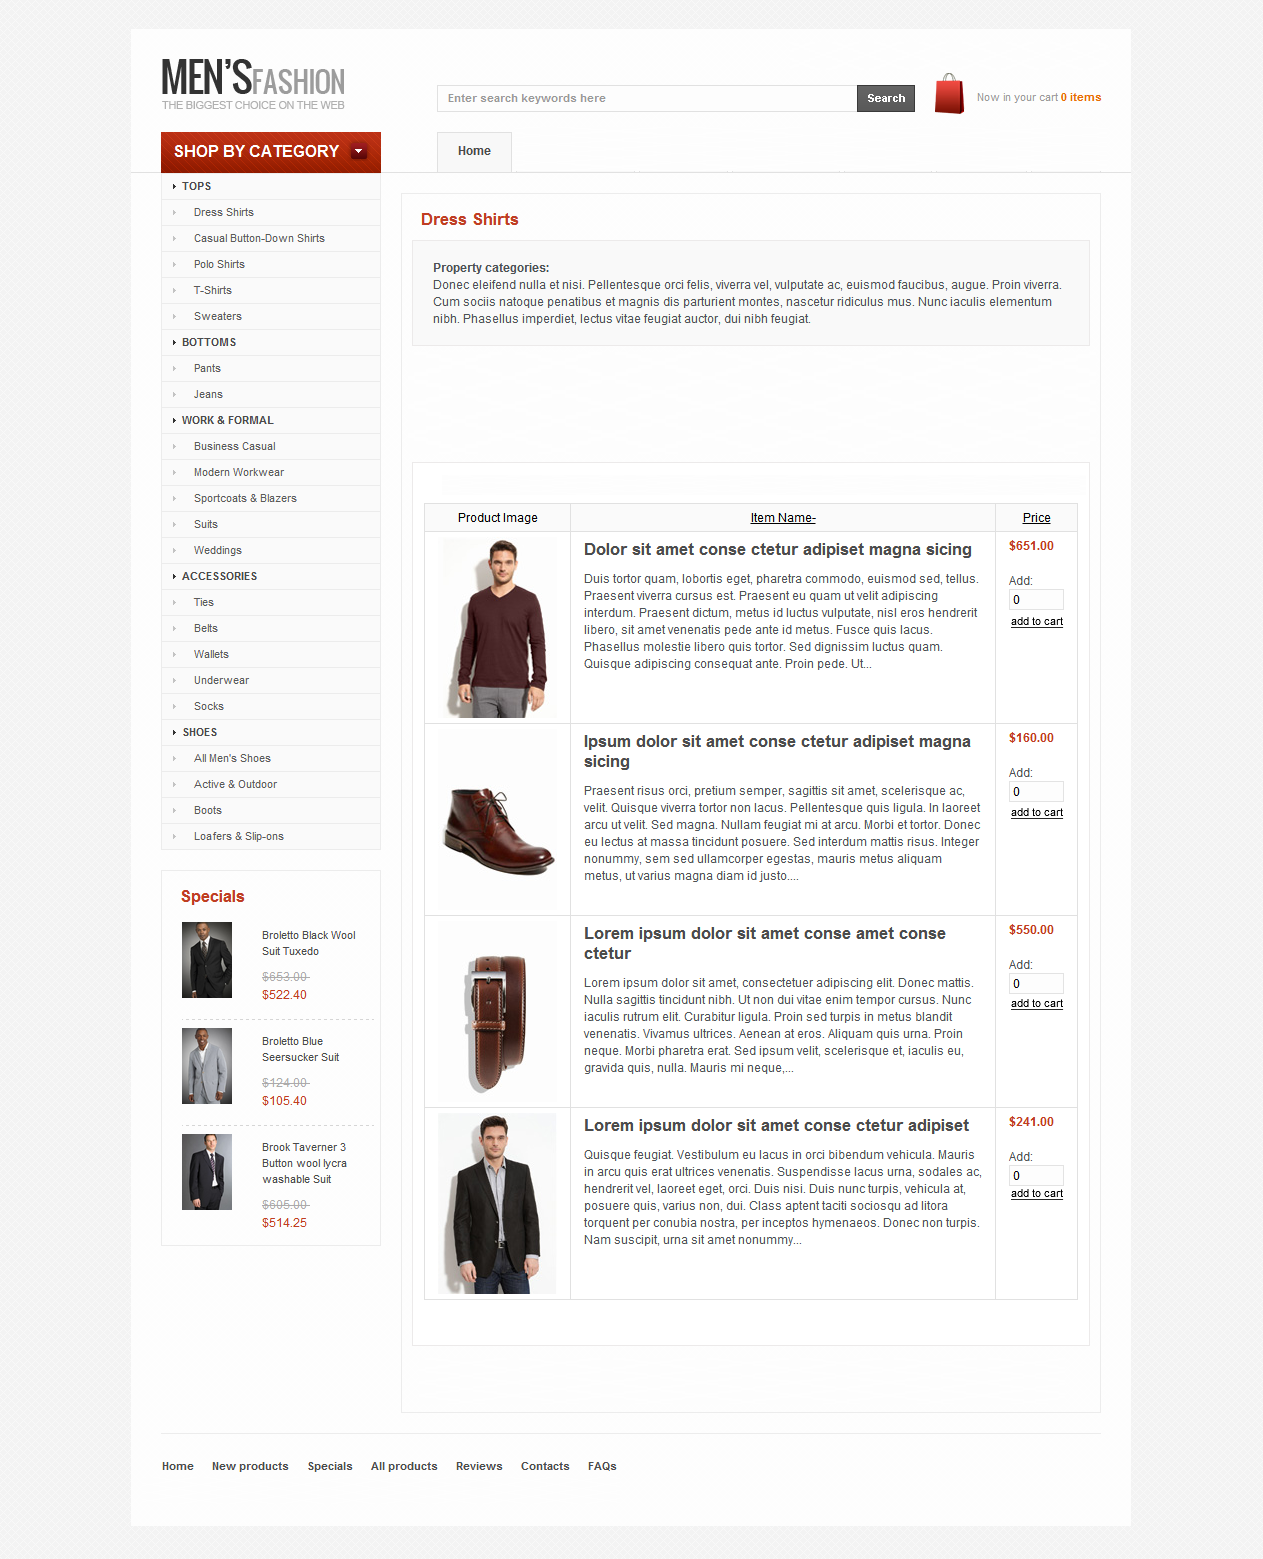 MEN'SFASHION
THE BIGGEST CHOICE ON THE WEB
Enter search keywords here
Search
Now in your cart 0 items
SHOP BY CATEGORY
Home
TOPS
Dress Shirts
Casual Button-Down Shirts
Polo Shirts
T-Shirts
Sweaters
BOTTOMS
Pants
Jeans
WORK & FORMAL
Business Casual
Modern Workwear
Sportcoats & Blazers
Suits
Weddings
ACCESSORIES
Ties
Belts
Wallets
Underwear
Socks
SHOES
All Men's Shoes
Active & Outdoor
Boots
Loafers & Slip-ons
Specials
Broletto Black Wool
Suit Tuxedo
$653.00
$522.40
Broletto Blue
Seersucker Suit
$124.00
$105.40
Brook Taverner 3
Button wool lycra
washable Suit
$605.00
$514.25
Dress Shirts
Property categories:
Donec eleifend nulla et nisi. Pellentesque orci felis, viverra vel, vulputate ac, euismod faucibus, augue. Proin viverra.
Cum sociis natoque penatibus et magnis dis parturient montes, nascetur ridiculus mus. Nunc iaculis elementum
nibh. Phasellus imperdiet, lectus vitae feugiat auctor, dui nibh feugiat.
Product Image
Item Name-
Price
Dolor sit amet conse ctetur adipiset magna sicing
Duis tortor quam, lobortis eget, pharetra commodo, euismod sed, tellus.
Praesent viverra cursus est. Praesent eu quam ut velit adipiscing
interdum. Praesent dictum, metus id luctus vulputate, nisl eros hendrerit
libero, sit amet venenatis pede ante id metus. Fusce quis lacus.
Phasellus molestie libero quis tortor. Sed dignissim luctus quam.
Quisque adipiscing consequat ante. Proin pede. Ut...
$651.00
Add:
0
add to cart
Ipsum dolor sit amet conse ctetur adipiset magna
sicing
Praesent risus orci, pretium semper, sagittis sit amet, scelerisque ac,
velit. Quisque viverra tortor non lacus. Pellentesque quis ligula. In laoreet
arcu ut velit. Sed magna. Nullam feugiat mi at arcu. Morbi et tortor. Donec
eu lectus at massa tincidunt posuere. Sed interdum mattis risus. Integer
nonummy, sem sed ullamcorper egestas, mauris metus aliquam
metus, ut varius magna diam id justo....
$160.00
Add:
0
add to cart
Lorem ipsum dolor sit amet conse amet conse
ctetur
Lorem ipsum dolor sit amet, consectetuer adipiscing elit. Donec mattis.
Nulla sagittis tincidunt nibh. Ut non dui vitae enim tempor cursus. Nunc
iaculis rutrum elit. Curabitur ligula. Proin sed turpis in metus blandit
venenatis. Vivamus ultrices. Aenean at eros. Aliquam quis urna. Proin
neque. Morbi pharetra erat. Sed ipsum velit, scelerisque et, iaculis eu,
gravida quis, nulla. Mauris mi neque,...
$550.00
Add:
0
add to cart
Lorem ipsum dolor sit amet conse ctetur adipiset
Quisque feugiat. Vestibulum eu lacus in orci bibendum vehicula. Mauris
in arcu quis erat ultrices venenatis. Suspendisse lacus urna, sodales ac,
hendrerit vel, laoreet eget, orci. Duis nisi. Duis nunc turpis, vehicula at,
posuere quis, varius non, dui. Class aptent taciti sociosqu ad litora
torquent per conubia nostra, per inceptos hymenaeos. Donec non turpis.
Nam suscipit, urna sit amet nonummy...
$241.00
Add:
0
add to cart
Home New products Specials All products Reviews Contacts FAQs